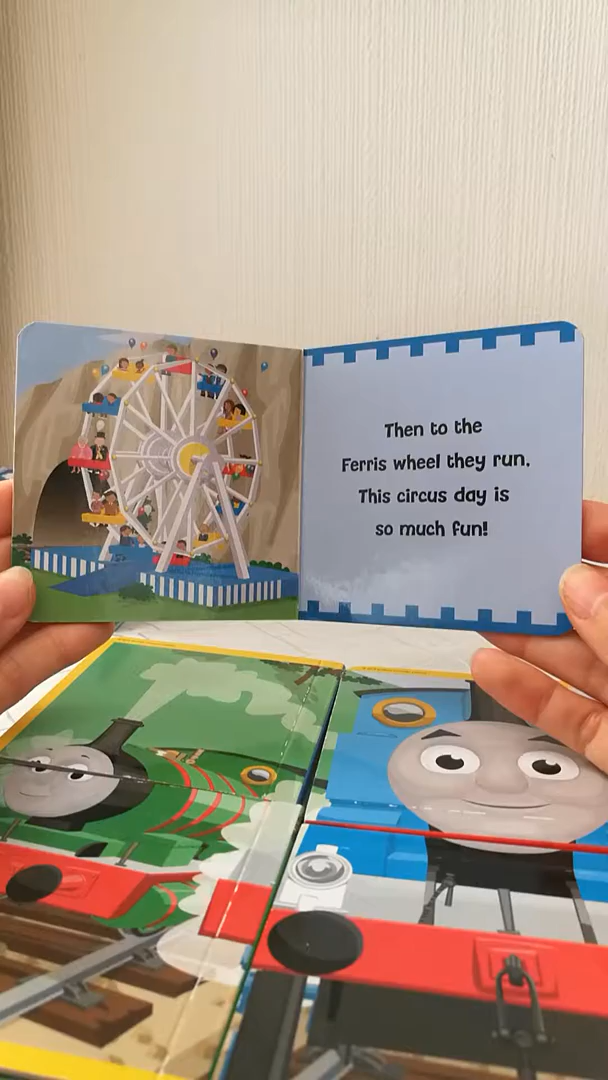 Then to the
Ferris wheel they run.
This circus day is
so much fun!